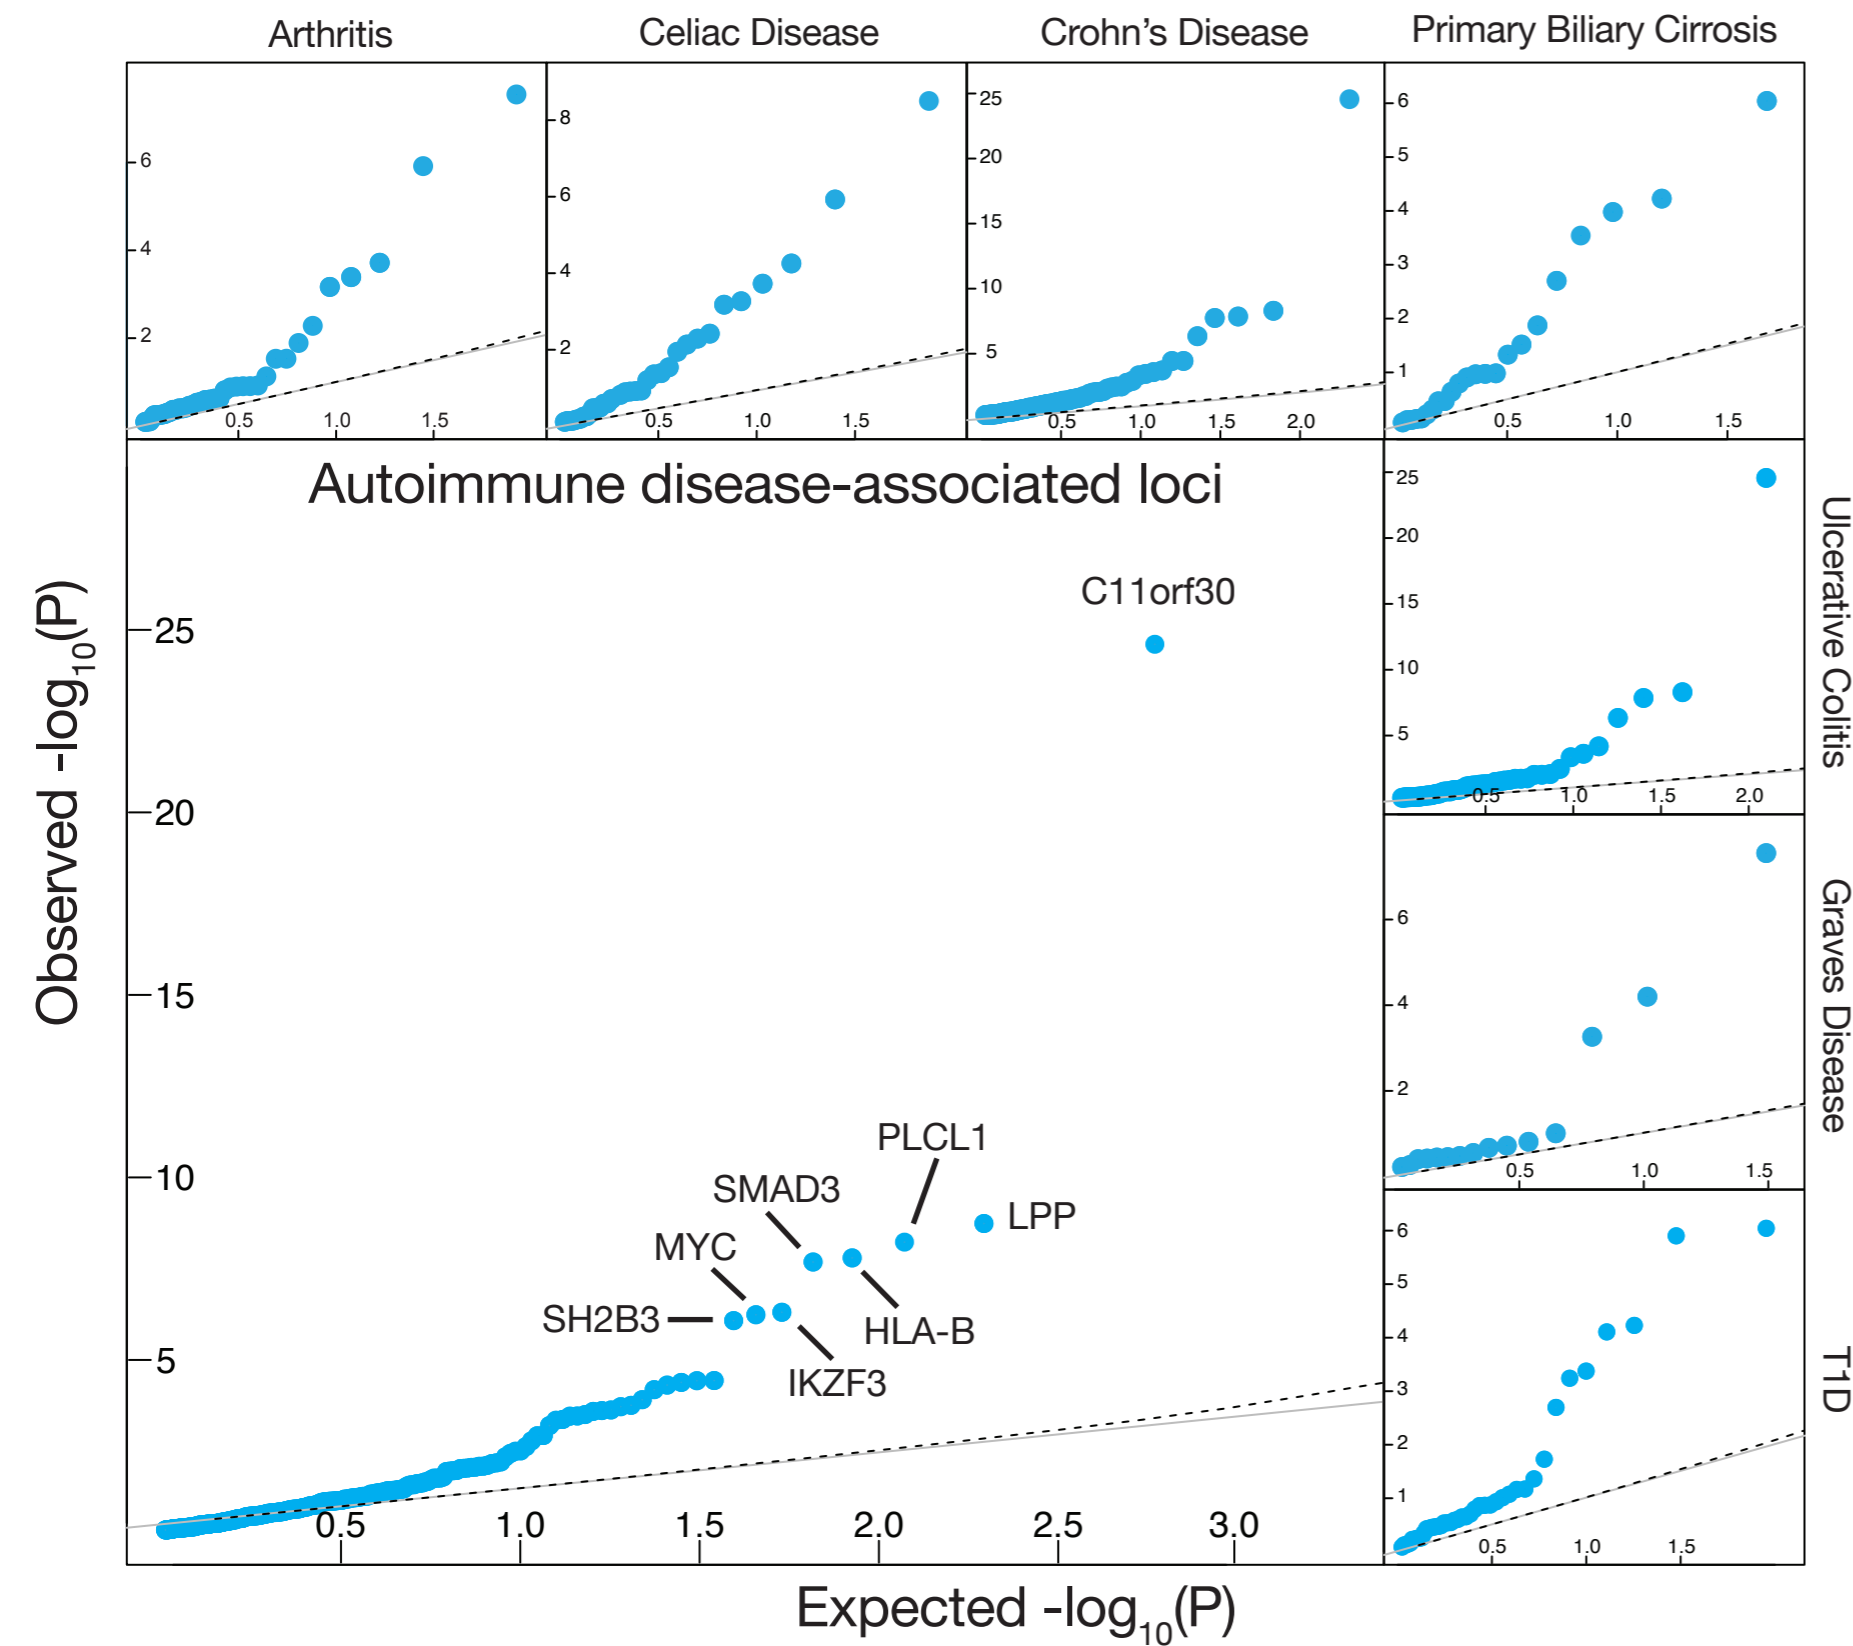 Arthritis
Celiac Disease
Crohn's Disease
Primary Biliary Cirrosis
6
4
2
0.5 1.0 1.5
8
6
4
2
0.5 1.0 1.5
25
20
15
10
5
0.5 1.0 1.5 2.0
6
5
4
3
2
1
0.5 1.0 1.5
Autoimmune disease-associated loci
Observed -log10(P)
25
20
15
10
5
C11orf30
PLCL1
SMAD3
LPP
MYC
SH2B3
HLA-B
IKZF3
0.5 1.0 1.5 2.0 2.5 3.0
Expected -log10(P)
25
20
15
10
5
0.5 1.0 1.5 2.0
Ulcerative Colitis
6
4
2
0.5 1.0 1.5
Graves Disease
6
5
4
3
2
1
0.5 1.0 1.5
T1D